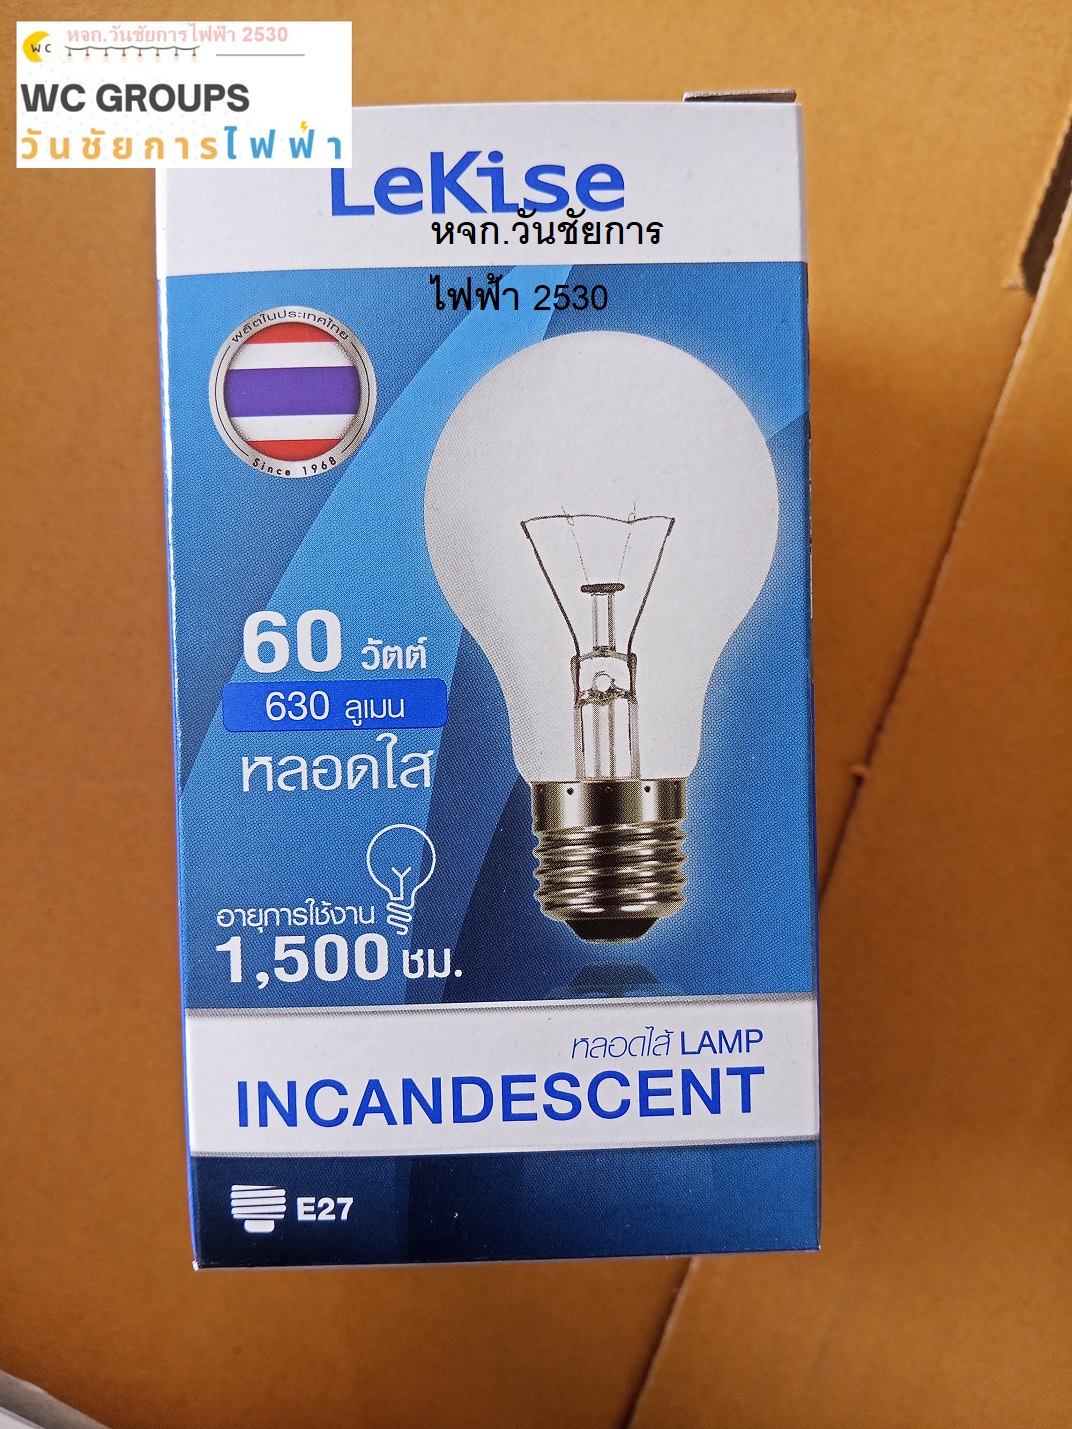 WC
หจก.วันชัยการไฟฟ้า 2530
WC GROUPS
วันชัยการไฟฟ้า
LeKise
หจก.วันชัยการ
ไฟฟ้า 2530
ผลิตในประเทศไทย
Since 1968
60 วัตต์
630 ลูเมน
หลอดใส
อายุการใช้งาน
1,500 ชม.
หลอดไส้ LAMP
INCANDESCENT
E27